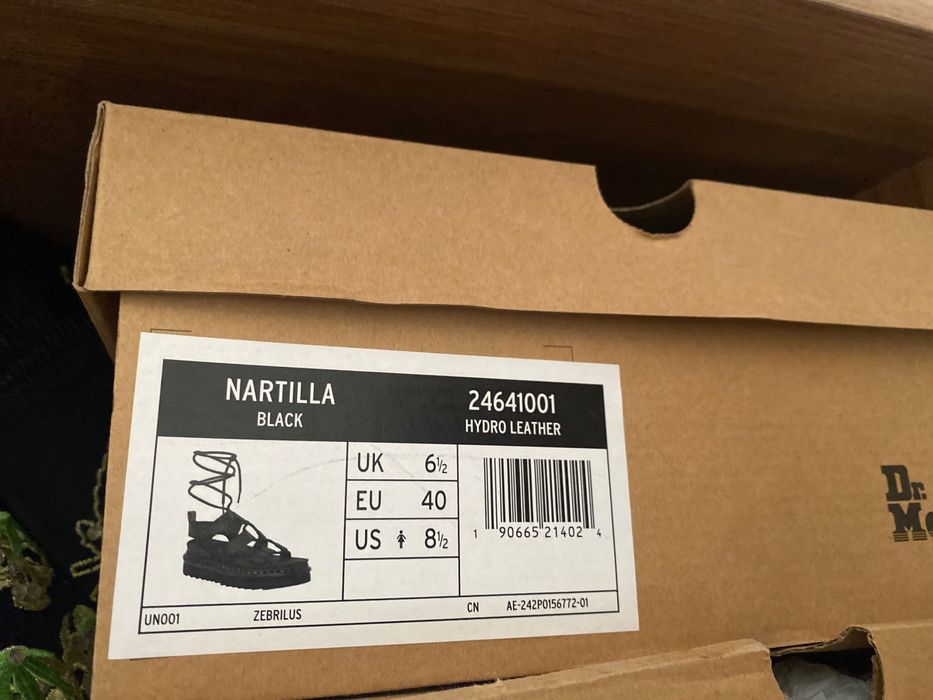 NARTILLA
BLACK
24641001
HYDRO LEATHER
UK 6½
EU 40
US 8½
1 90665 21402 4
UN001 ZEBRILUS CN AE-242P0156772-01
Dr.